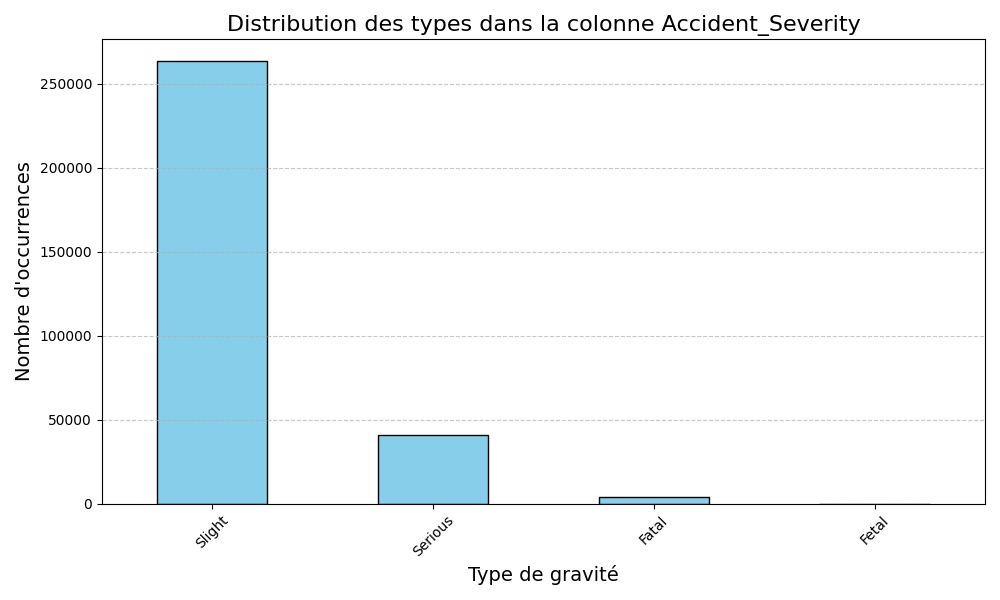 Distribution des types dans la colonne Accident_Severity
Nombre d'occurrences
250000
200000
150000
100000
50000
0
Slight
Serious
Fatal
Fetal
Type de gravité